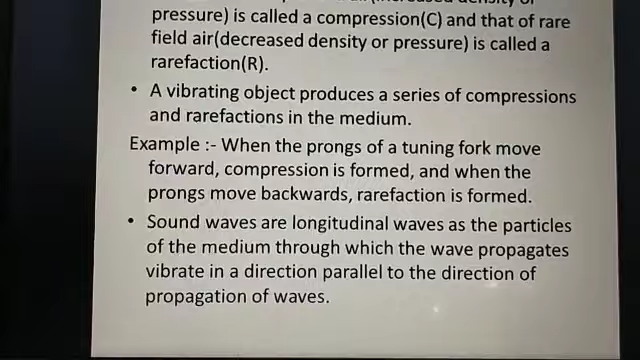 pressure) is called a compression(C) and that of rare
field air(decreased density or pressure) is called a
rarefaction(R).
• A vibrating object produces a series of compressions
and rarefactions in the medium.
Example :- When the prongs of a tuning fork move
forward, compression is formed, and when the
prongs move backwards, rarefaction is formed.
• Sound waves are longitudinal waves as the particles
of the medium through which the wave propagates
vibrate in a direction parallel to the direction of
propagation of waves.